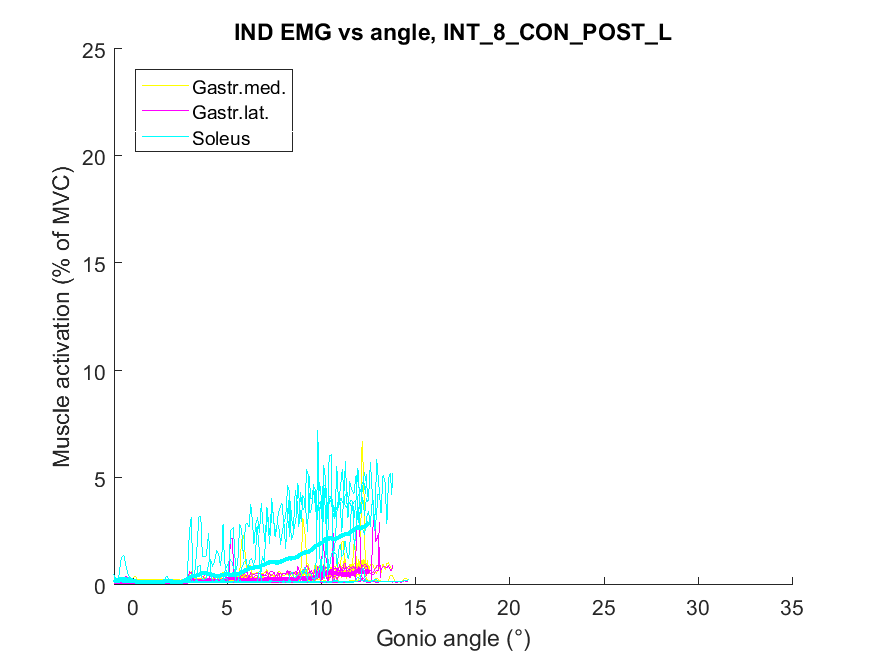 IND EMG vs angle, INT_8_CON_POST_L
25
20
15
10
5
0
Gastr.med.
Gastr.lat.
Soleus
Muscle activation (% of MVC)
0 5 10 15 20 25 30 35
Gonio angle (°)